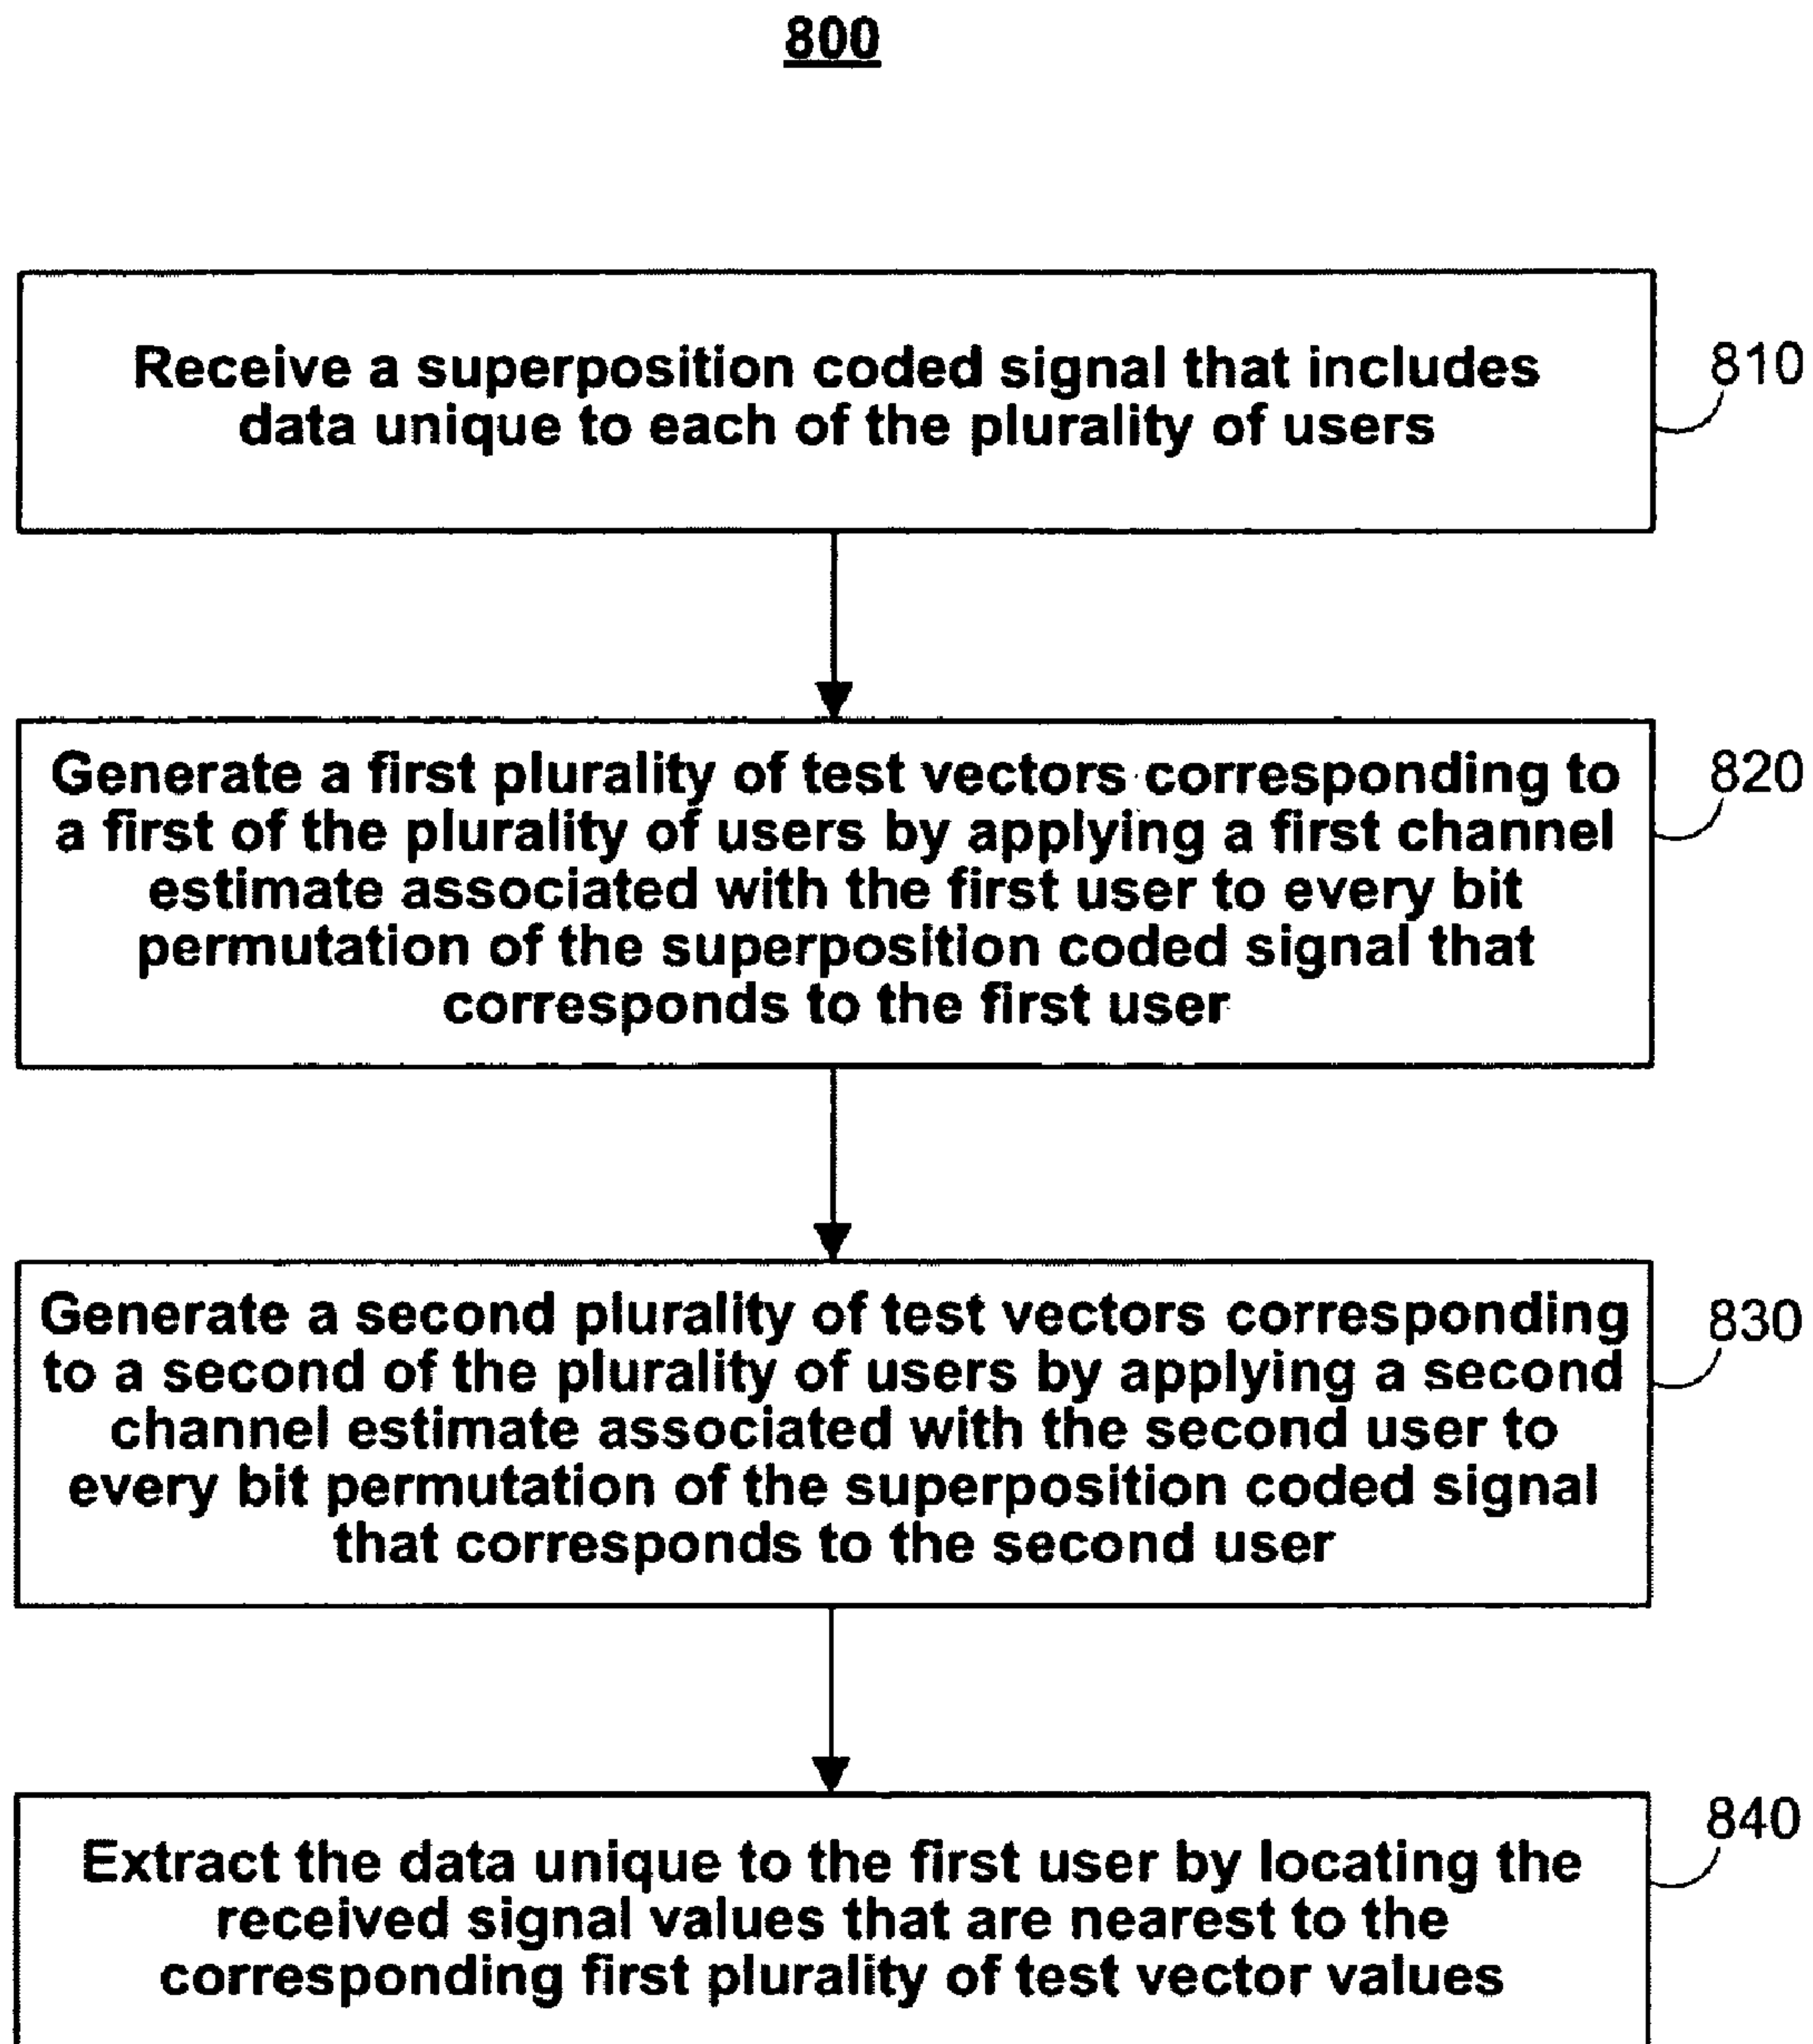 800
Receive a superposition coded signal that includes
data unique to each of the plurality of users
810
Generate a first plurality of test vectors corresponding to
a first of the plurality of users by applying a first channel
estimate associated with the first user to every bit
permutation of the superposition coded signal that
corresponds to the first user
820
Generate a second plurality of test vectors corresponding
to a second of the plurality of users by applying a second
channel estimate associated with the second user to
every bit permutation of the superposition coded signal
that corresponds to the second user
830
Extract the data unique to the first user by locating the
received signal values that are nearest to the
corresponding first plurality of test vector values
840